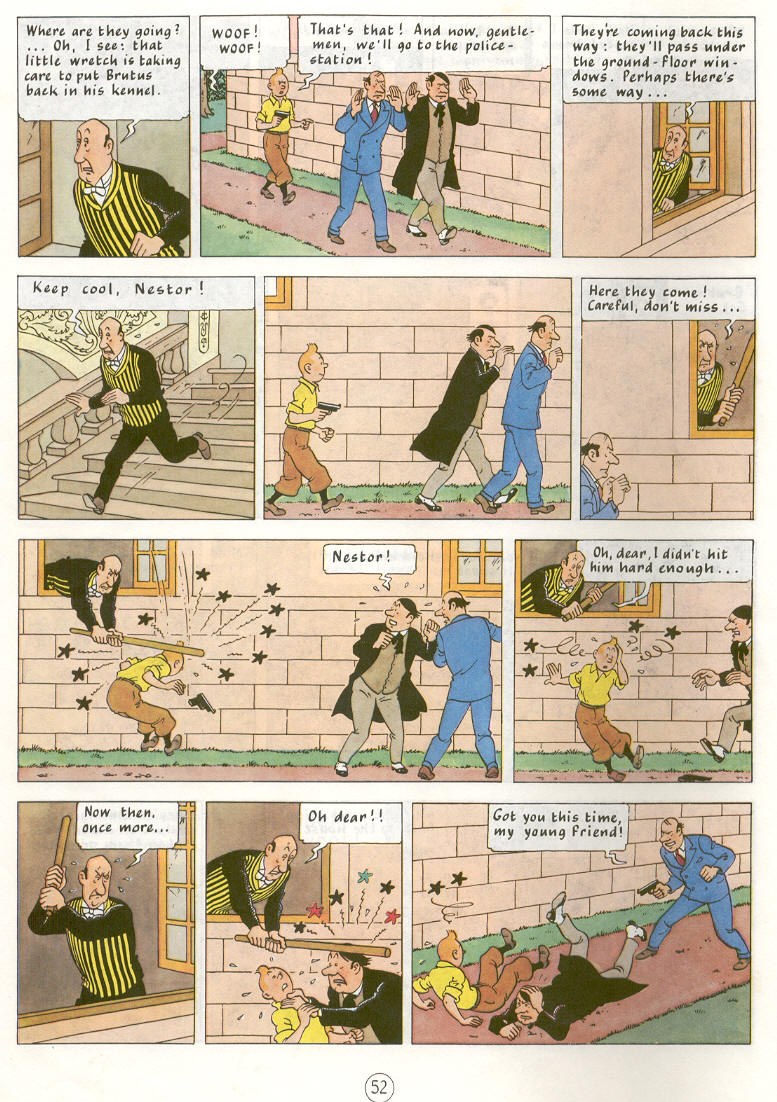 Where are they going?
... Oh, I see: that
little wretch is taking
care to put Brutus
back in his kennel.
WOOF!
WOOF!
That's that! And now, gentle-
men, we'll go to the police-
station!
They're coming back this
way: they'll pass under
the ground-floor win-
dows. Perhaps there's
some way...
Keep cool, Nestor!
Here they come!
Careful, don't miss...
Nestor!
Oh, dear, I didn't hit
him hard enough...
Now then,
once more...
Oh dear!!
Got you this time,
my young friend!
52